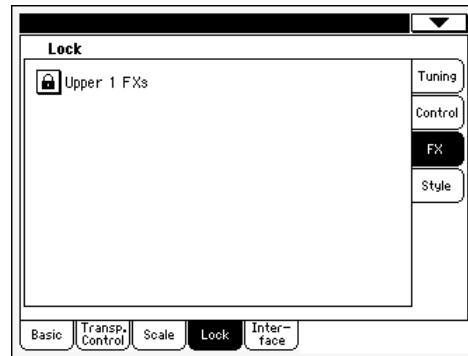 Lock
Upper 1 FXs
Tuning
Control
FX
Style
Basic
Transp.
Control
Scale
Lock
Inter-
face